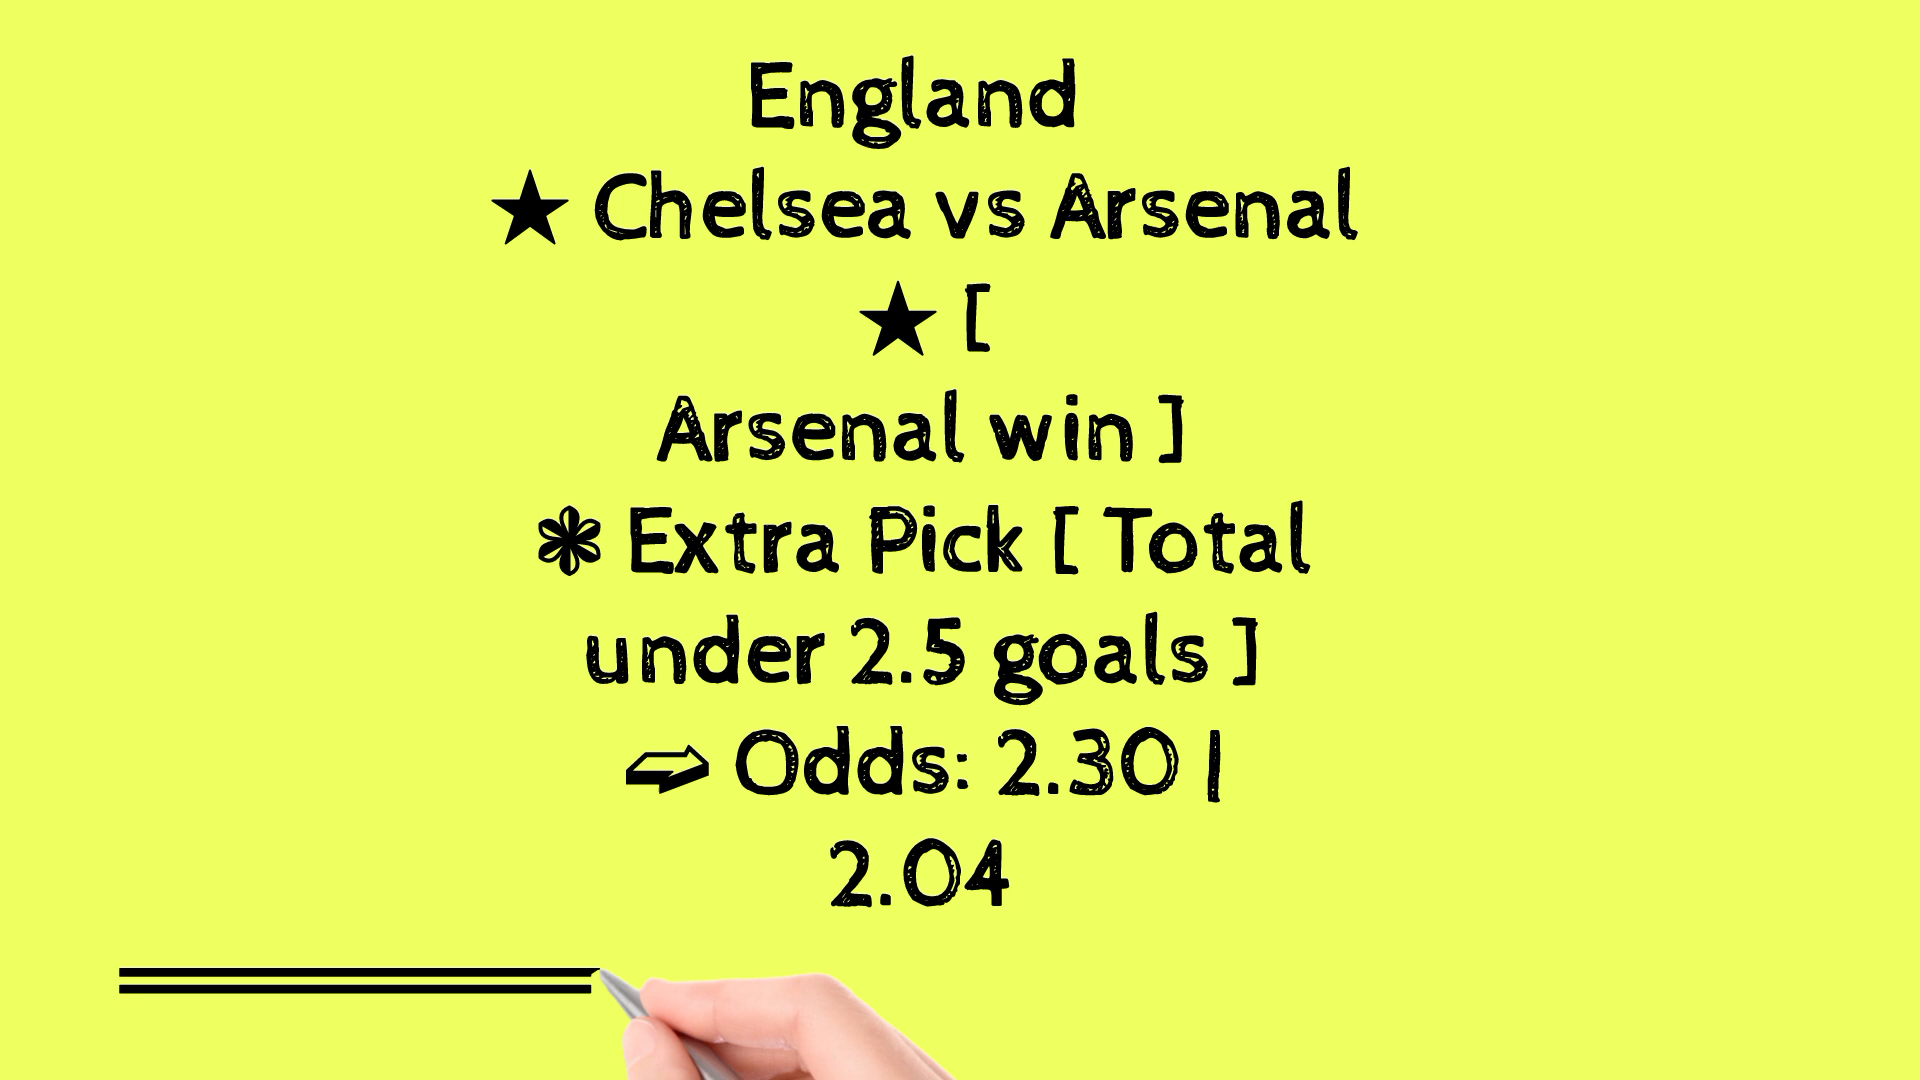 England
★ Chelsea vs Arsenal
★ [
Arsenal win ]
❃ Extra Pick [ Total
under 2.5 goals ]
➫ Odds: 2.30 |
2.04